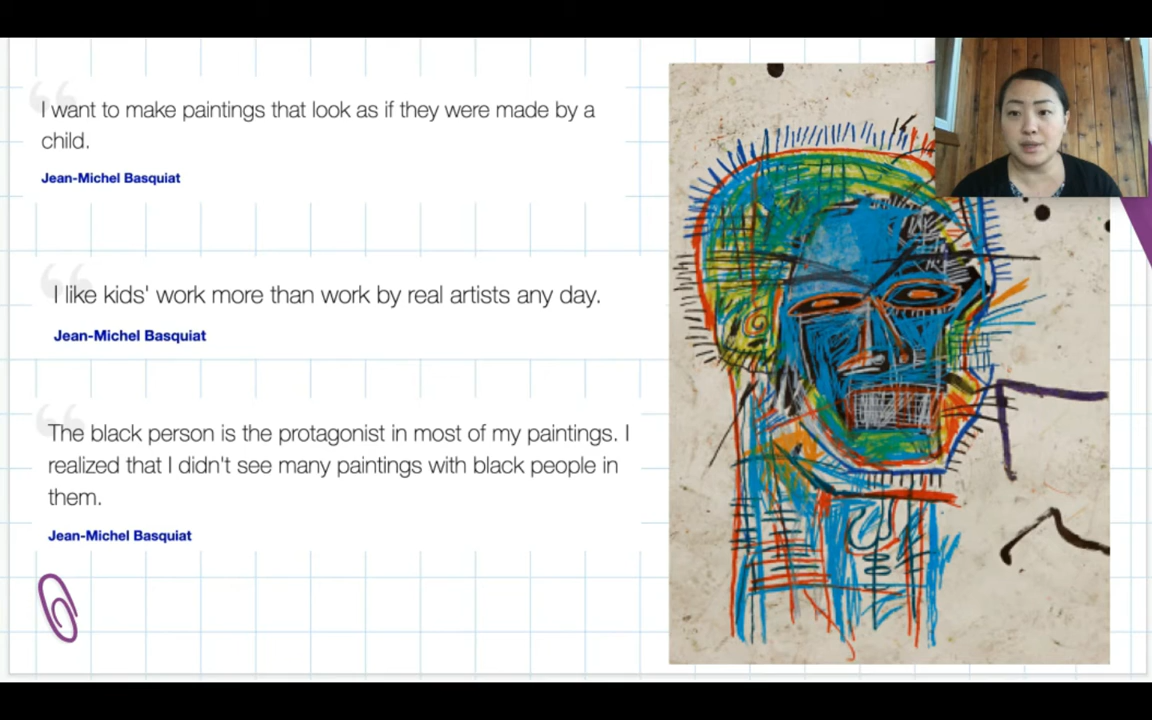 I want to make paintings that look as if they were made by a
child.
Jean-Michel Basquiat
I like kids' work more than work by real artists any day.
Jean-Michel Basquiat
The black person is the protagonist in most of my paintings. I
realized that I didn't see many paintings with black people in
them.
Jean-Michel Basquiat